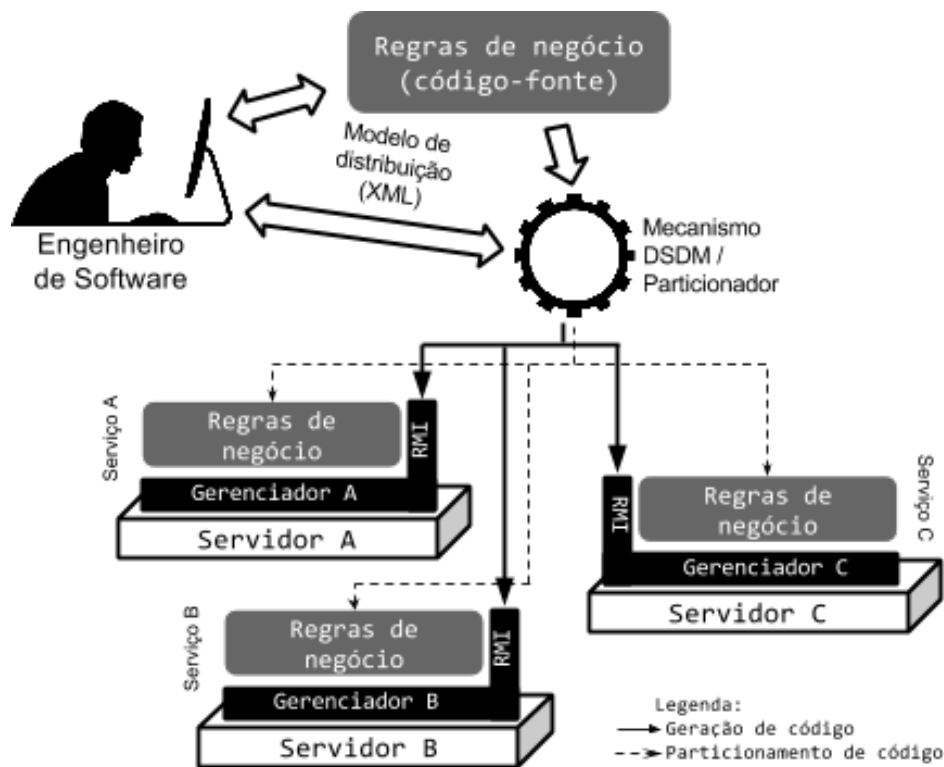 Regras de negócio
(código-fonte)
Modelo de
distribuição
(XML)
Engenheiro
de Software
Mecanismo
DSDM /
Particionador
Serviço A
Regras de
negócio
RMI
Gerenciador A
Servidor A
RMI
Regras de
negócio
Serviço C
Gerenciador C
Servidor C
Serviço B
Regras de
negócio
RMI
Gerenciador B
Servidor B
Legenda:
Geração de código
Particionamento de código